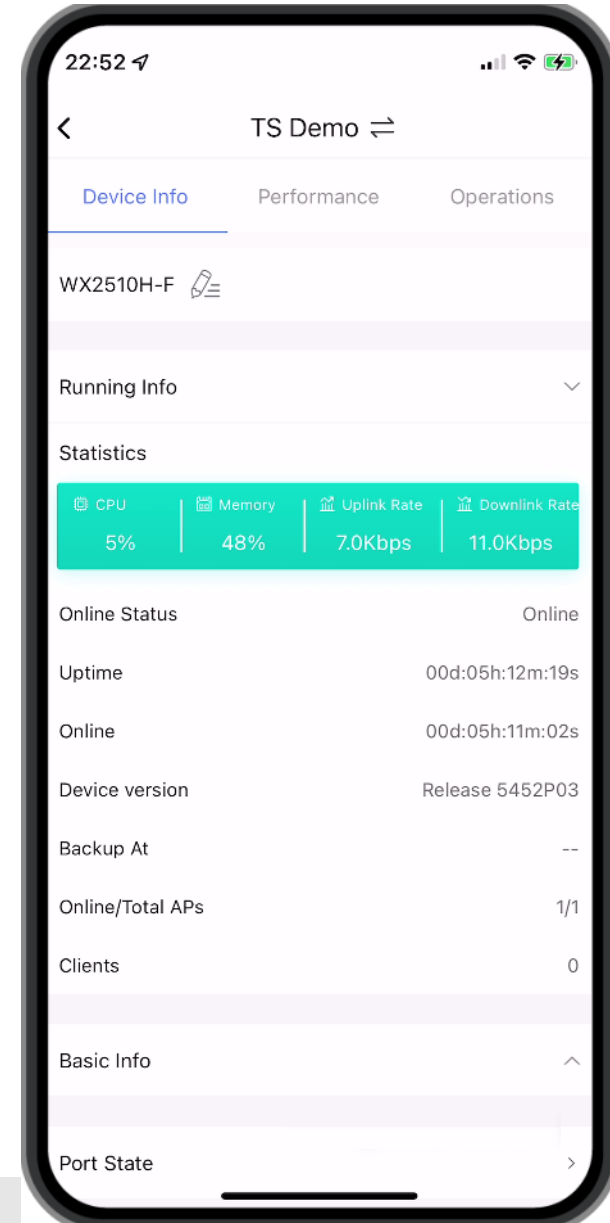 22:52
TS Demo
Device Info Performance Operations
WX2510H-F
Running Info
Statistics
CPU Memory Uplink Rate Downlink Rate
5% 48% 7.0Kbps 11.0Kbps
Online Status Online
Uptime 00d:05h:12m:19s
Online 00d:05h:11m:02s
Device version Release 5452P03
Backup At --
Online/Total APs 1/1
Clients 0
Basic Info
Port State